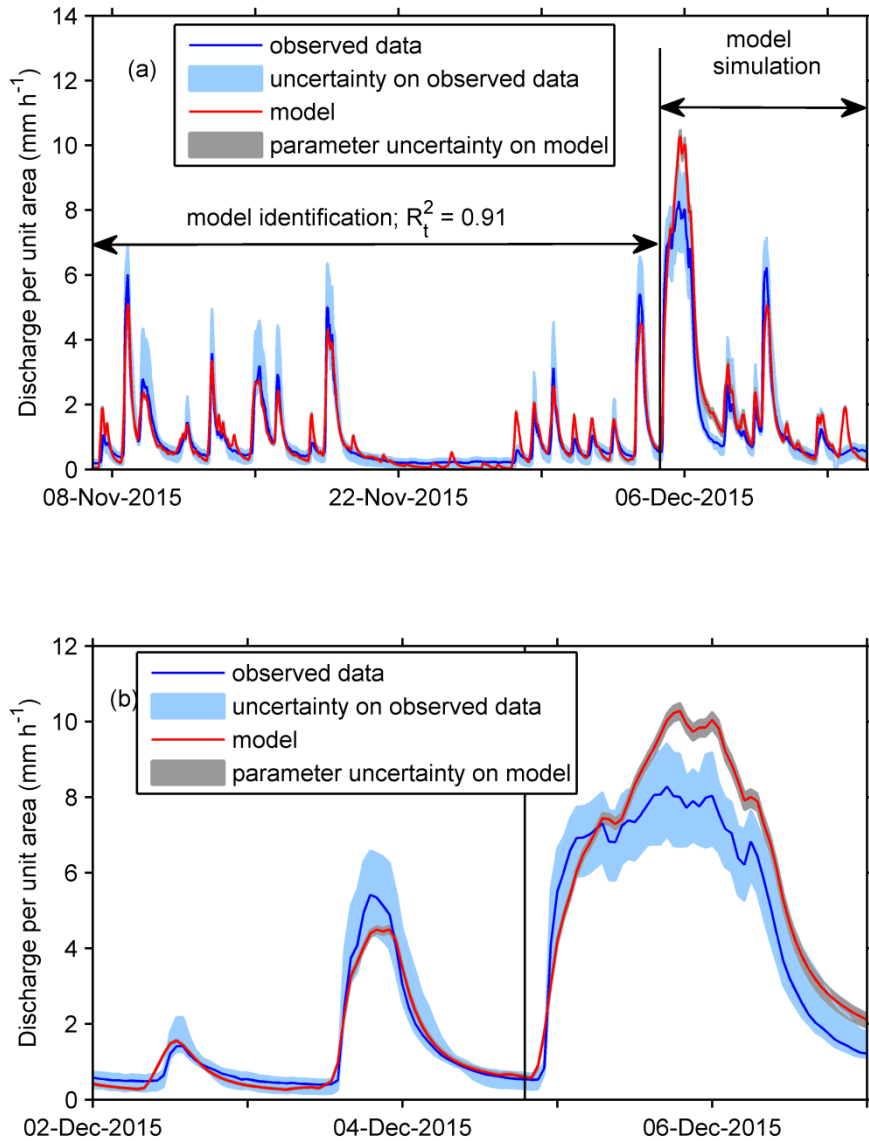 14
12
10
8
6
4
2
0
Discharge per unit area (mm h⁻¹)
(a)
observed data
uncertainty on observed data
model
parameter uncertainty on model
model
simulation
model identification; R_t^2 = 0.91
08-Nov-2015
22-Nov-2015
06-Dec-2015
12
10
8
6
4
2
0
Discharge per unit area (mm h⁻¹)
(b)
observed data
uncertainty on observed data
model
parameter uncertainty on model
02-Dec-2015
04-Dec-2015
06-Dec-2015